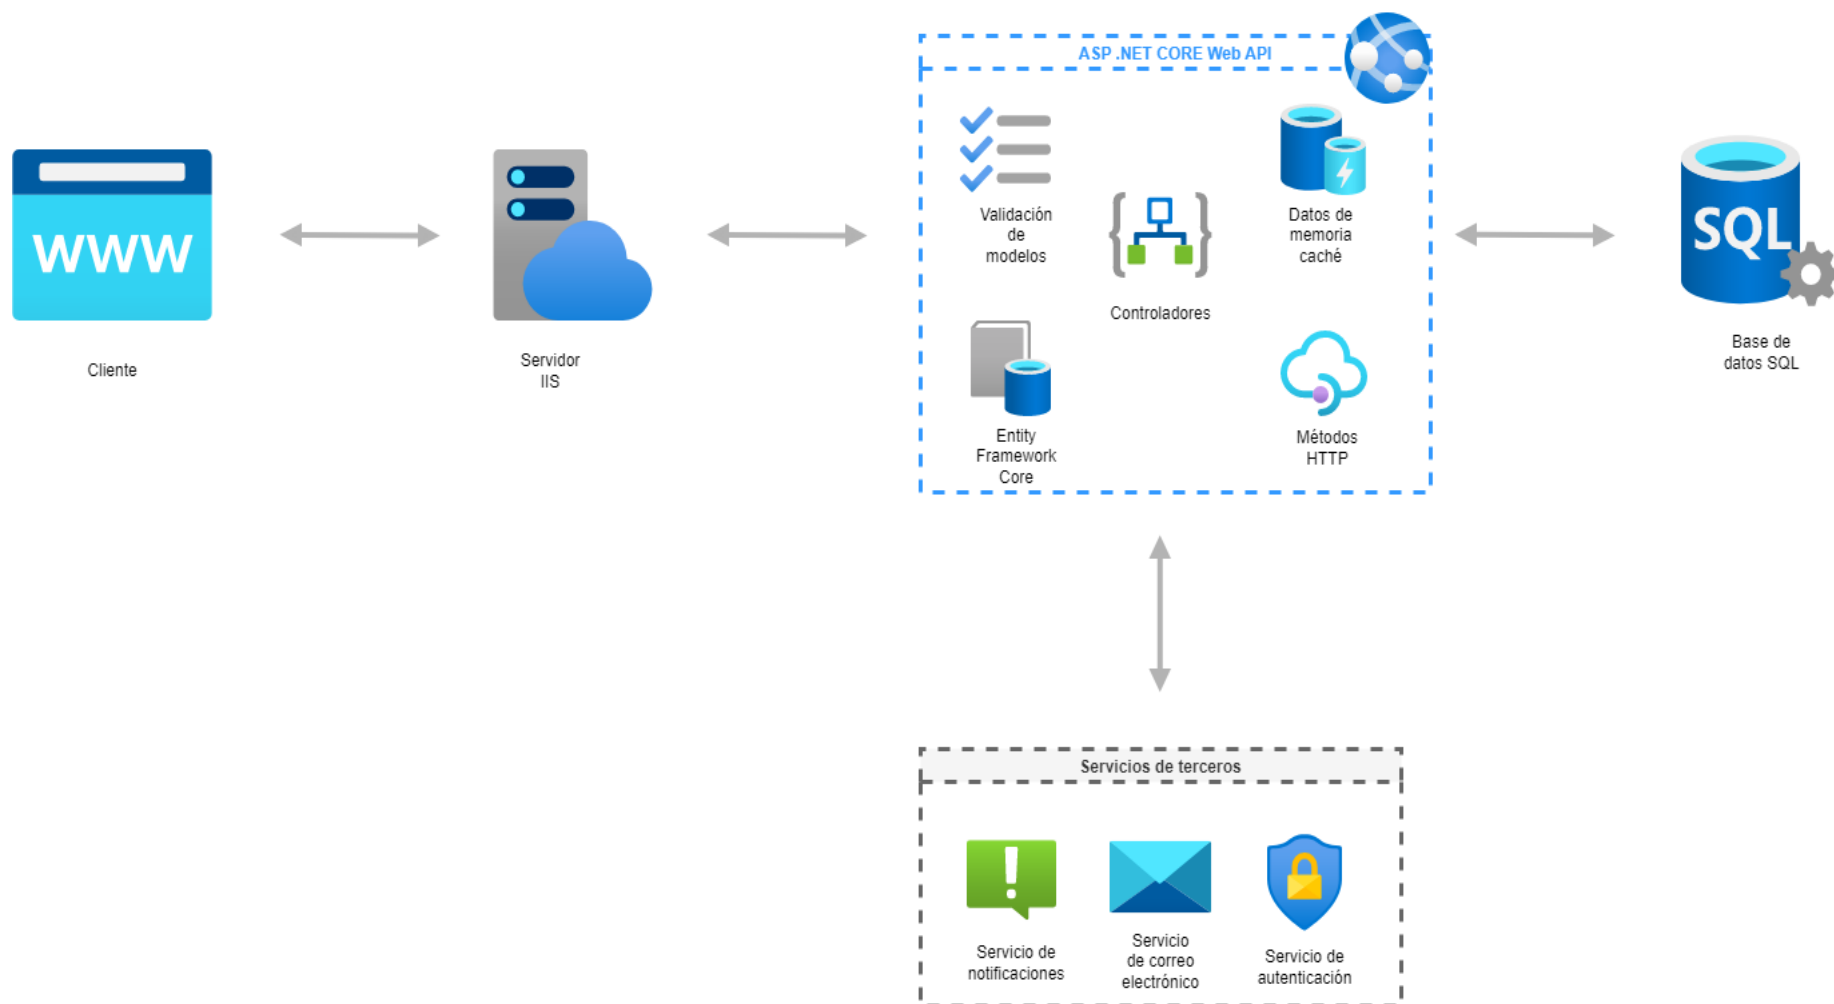 ASP .NET CORE Web API
WWW
Cliente
Servidor
IIS
Validación
de
modelos
Controladores
Datos de
memoria
caché
Entity
Framework
Core
Métodos
HTTP
SQL
Base de
datos SQL
Servicios de terceros
Servicio de
notificaciones
Servicio
de correo
electrónico
Servicio de
autenticación